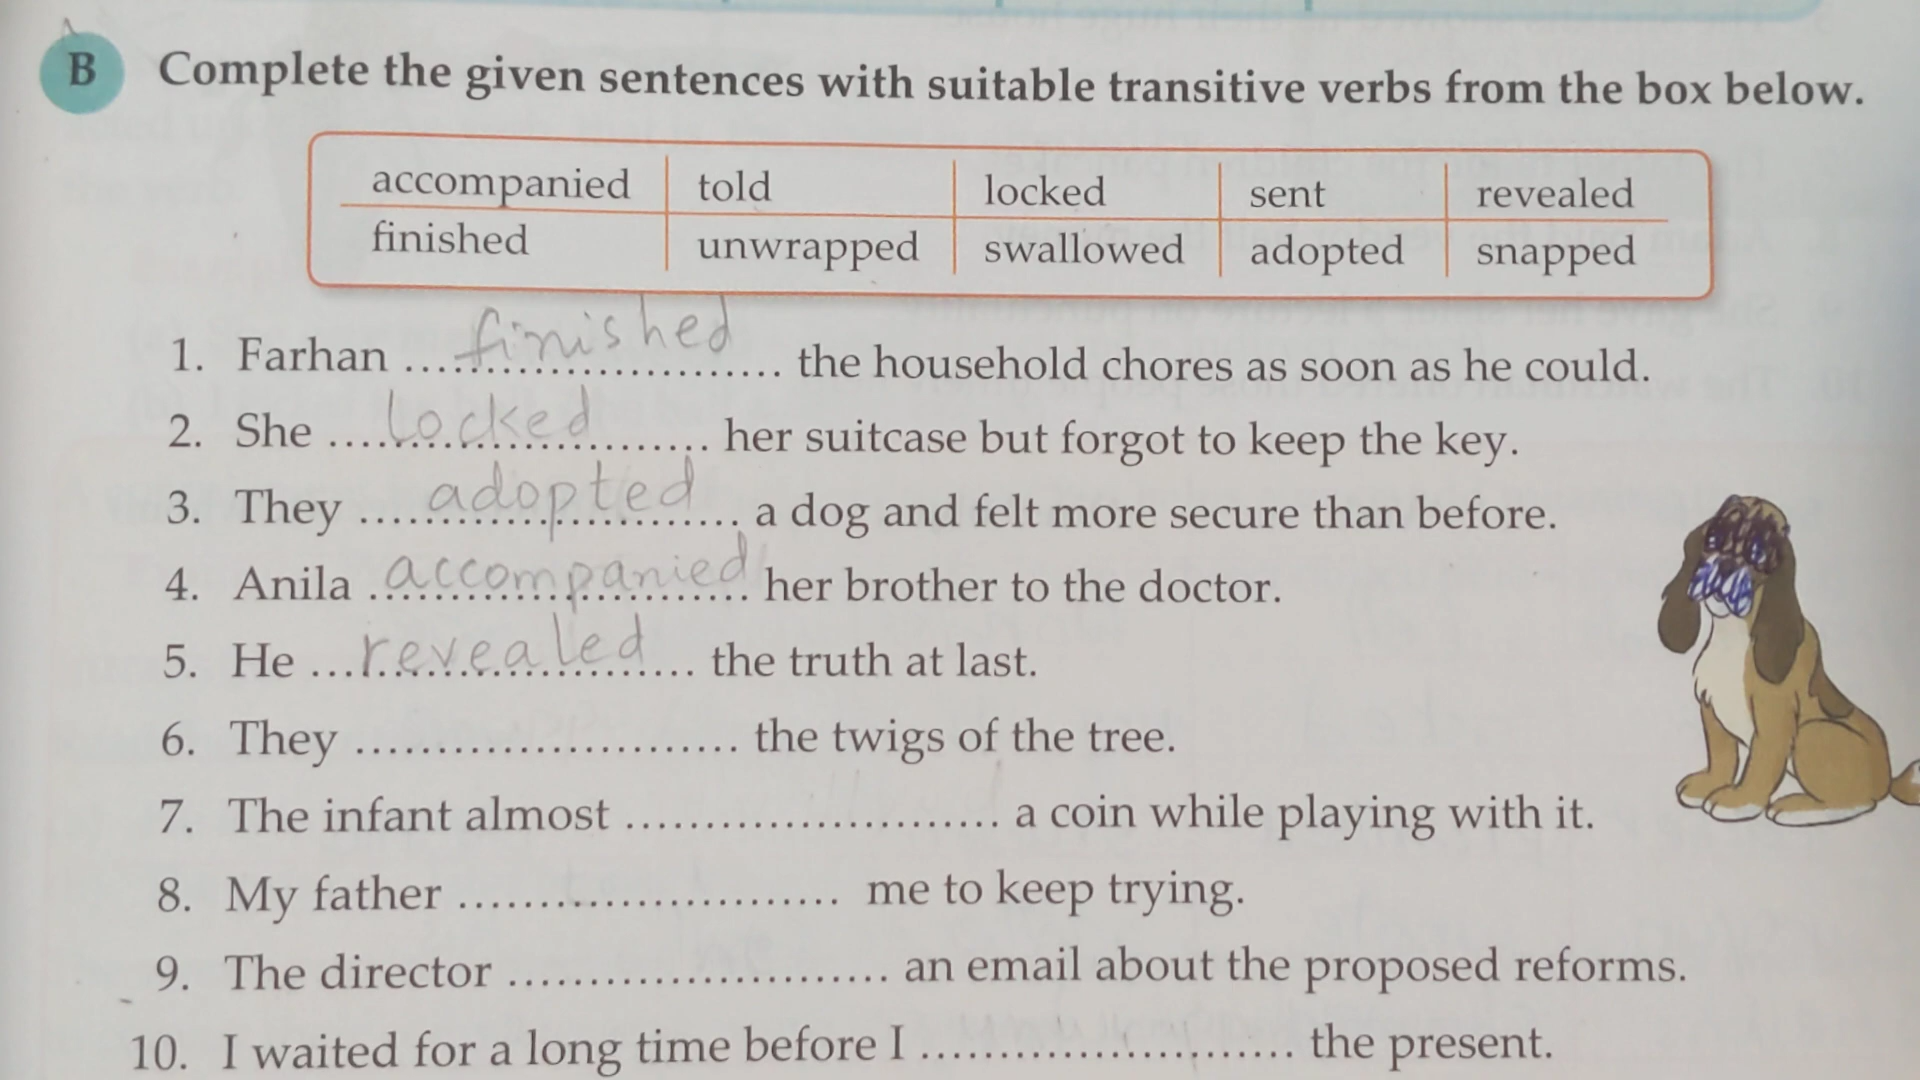 B Complete the given sentences with suitable transitive verbs from the box below.
accompanied told locked sent revealed
finished unwrapped swallowed adopted snapped
1. Farhan ....finished.... the household chores as soon as he could.
2. She ....locked.... her suitcase but forgot to keep the key.
3. They ....adopted.... a dog and felt more secure than before.
4. Anila ....accompanied.... her brother to the doctor.
5. He ...revealed.... the truth at last.
6. They ........................ the twigs of the tree.
7. The infant almost ........................ a coin while playing with it.
8. My father ........................ me to keep trying.
9. The director ........................ an email about the proposed reforms.
10. I waited for a long time before I ........................ the present.